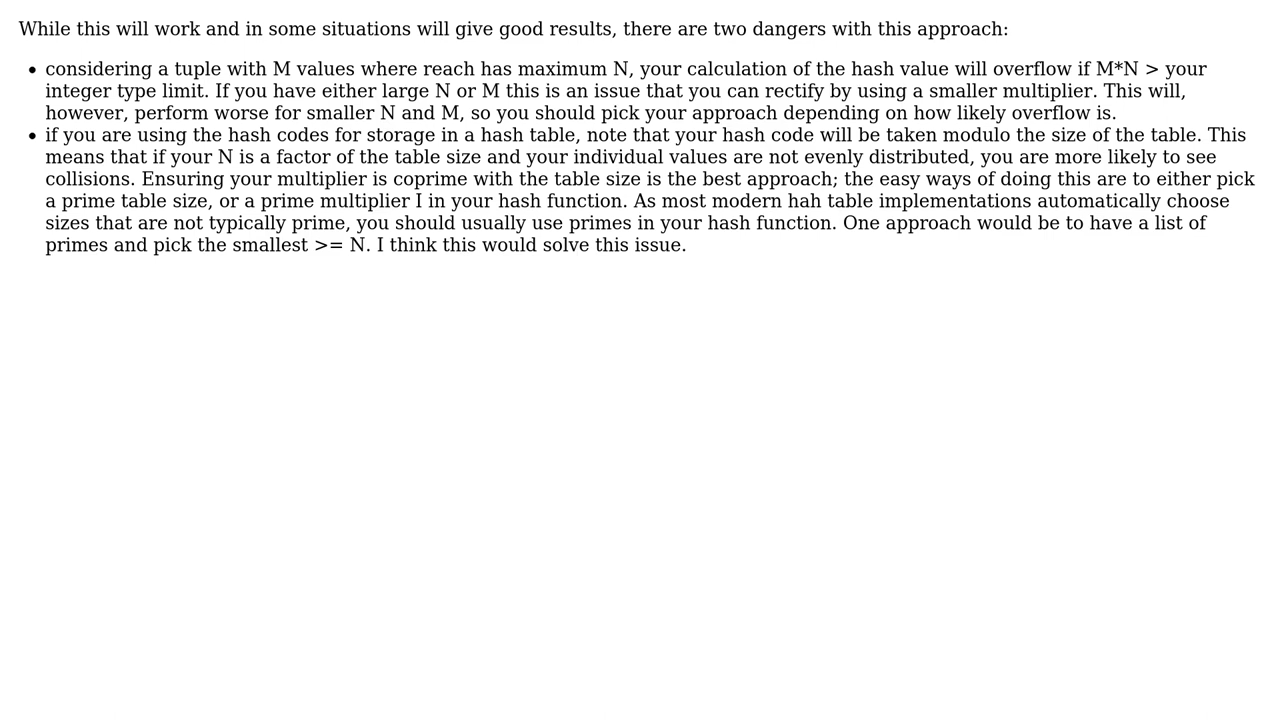 While this will work and in some situations will give good results, there are two dangers with this approach:
• considering a tuple with M values where reach has maximum N, your calculation of the hash value will overflow if M*N > your
integer type limit. If you have either large N or M this is an issue that you can rectify by using a smaller multiplier. This will,
however, perform worse for smaller N and M, so you should pick your approach depending on how likely overflow is.
• if you are using the hash codes for storage in a hash table, note that your hash code will be taken modulo the size of the table. This
means that if your N is a factor of the table size and your individual values are not evenly distributed, you are more likely to see
collisions. Ensuring your multiplier is coprime with the table size is the best approach; the easy ways of doing this are to either pick
a prime table size, or a prime multiplier I in your hash function. As most modern hah table implementations automatically choose
sizes that are not typically prime, you should usually use primes in your hash function. One approach would be to have a list of
primes and pick the smallest >= N. I think this would solve this issue.